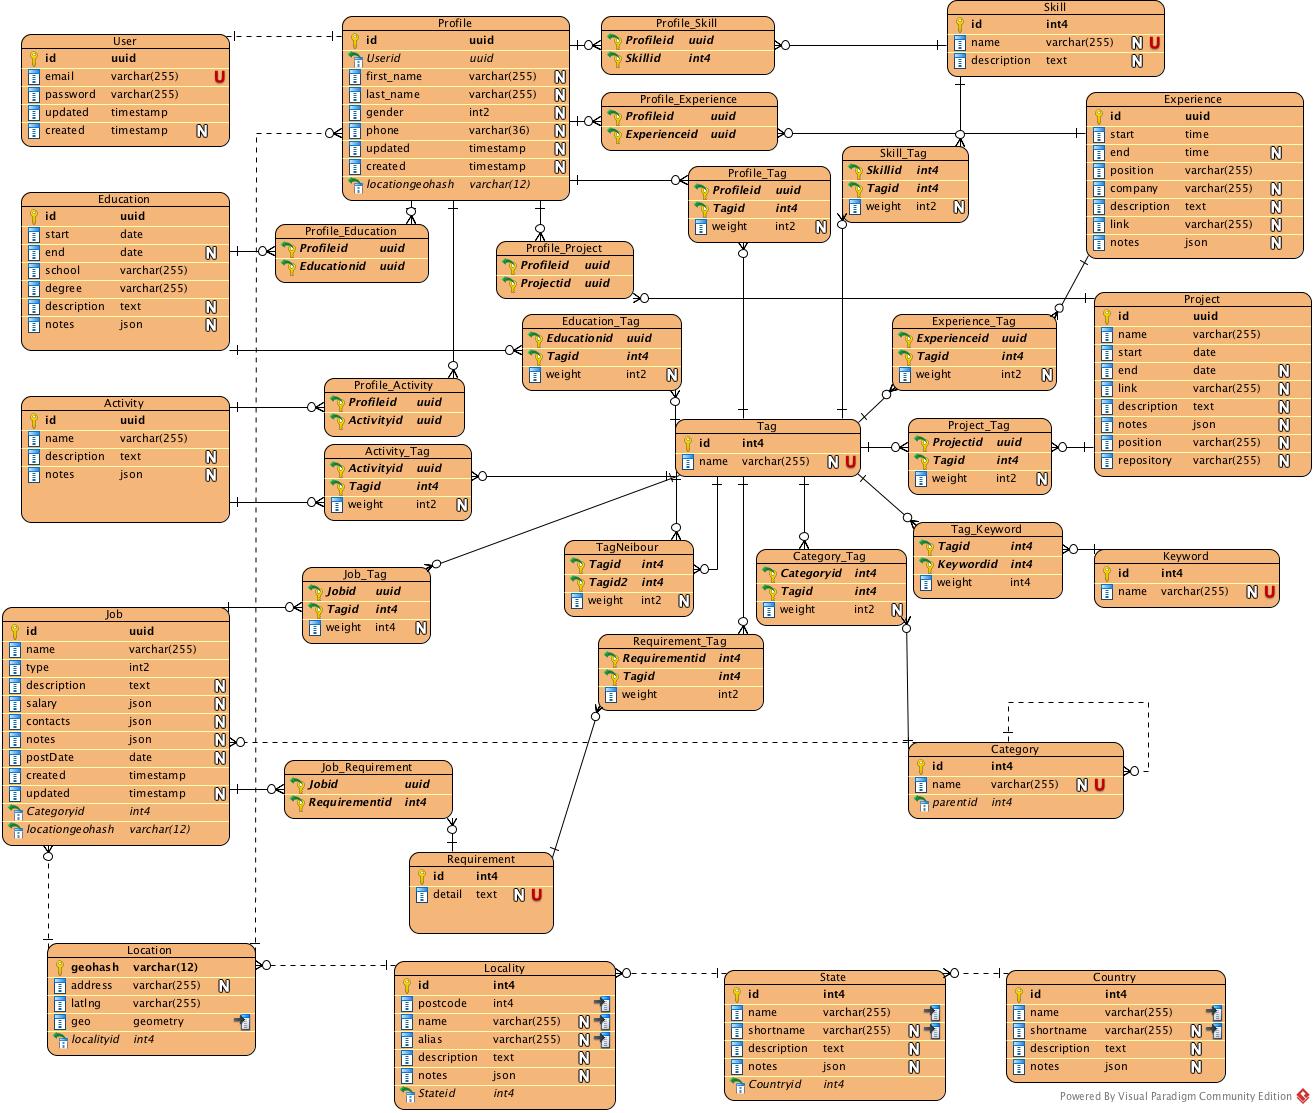 User
id uuid
email varchar(255) U
password varchar(255)
updated timestamp
created timestamp N
Profile
id uuid
Userid uuid
first_name varchar(255) N
last_name varchar(255) N
gender int2 N
phone varchar(36) N
updated timestamp N
created timestamp N
locationgeohash varchar(12)
Profile_Skill
Profileid uuid
Skillid int4
Skill
id int4
name varchar(255) N U
description text N
Profile_Experience
Profileid uuid
Experienceid uuid
Experience
id uuid
start time
end time N
position varchar(255)
company varchar(255) N
description text N
link varchar(255) N
notes json N
Skill_Tag
Skillid int4
Tagid int4
weight int2 N
Profile_Tag
Profileid uuid
Tagid int4
weight int2 N
Education
id uuid
start date
end date N
school varchar(255)
degree varchar(255)
description text N
notes json N
Profile_Education
Profileid uuid
Educationid uuid
Profile_Project
Profileid uuid
Projectid uuid
Project
id uuid
name varchar(255)
start date
end date N
link varchar(255) N
description text N
notes json N
position varchar(255) N
repository varchar(255) N
Education_Tag
Educationid uuid
Tagid int4
weight int2 N
Experience_Tag
Experienceid uuid
Tagid int4
weight int2 N
Profile_Activity
Profileid uuid
Activityid uuid
Activity
id uuid
name varchar(255)
description text N
notes json N
Activity_Tag
Activityid uuid
Tagid int4
weight int2 N
Tag
id int4
name varchar(255) N U
Project_Tag
Projectid uuid
Tagid int4
weight int2 N
Tag_Keyword
Tagid int4
Keywordid int4
weight int4
Keyword
id int4
name varchar(255) N U
TagNeibour
Tagid int4
Tagid2 int4
weight int2 N
Category_Tag
Categoryid int4
Tagid int4
weight int2 N
Job_Tag
Jobid uuid
Tagid int4
weight int4 N
Job
id uuid
name varchar(255)
type int2
description text N
salary json N
contacts json N
notes json N
postDate date N
created timestamp
updated timestamp N
Categoryid int4
locationgeohash varchar(12)
Requirement_Tag
Requirementid int4
Tagid int4
weight int2
Job_Requirement
Jobid uuid
Requirementid int4
Category
id int4
name varchar(255) N U
parentid int4
Requirement
id int4
detail text N U
Location
geohash varchar(12)
address varchar(255) N
latlng varchar(255)
geo geometry
localityid int4
Locality
id int4
postcode int4
name varchar(255) N
alias varchar(255) N
description text N
notes json N
Stateid int4
State
id int4
name varchar(255)
shortname varchar(255) N
description text N
notes json N
Countryid int4
Country
id int4
name varchar(255)
shortname varchar(255) N
description text N
notes json N
Powered By Visual Paradigm Community Edition